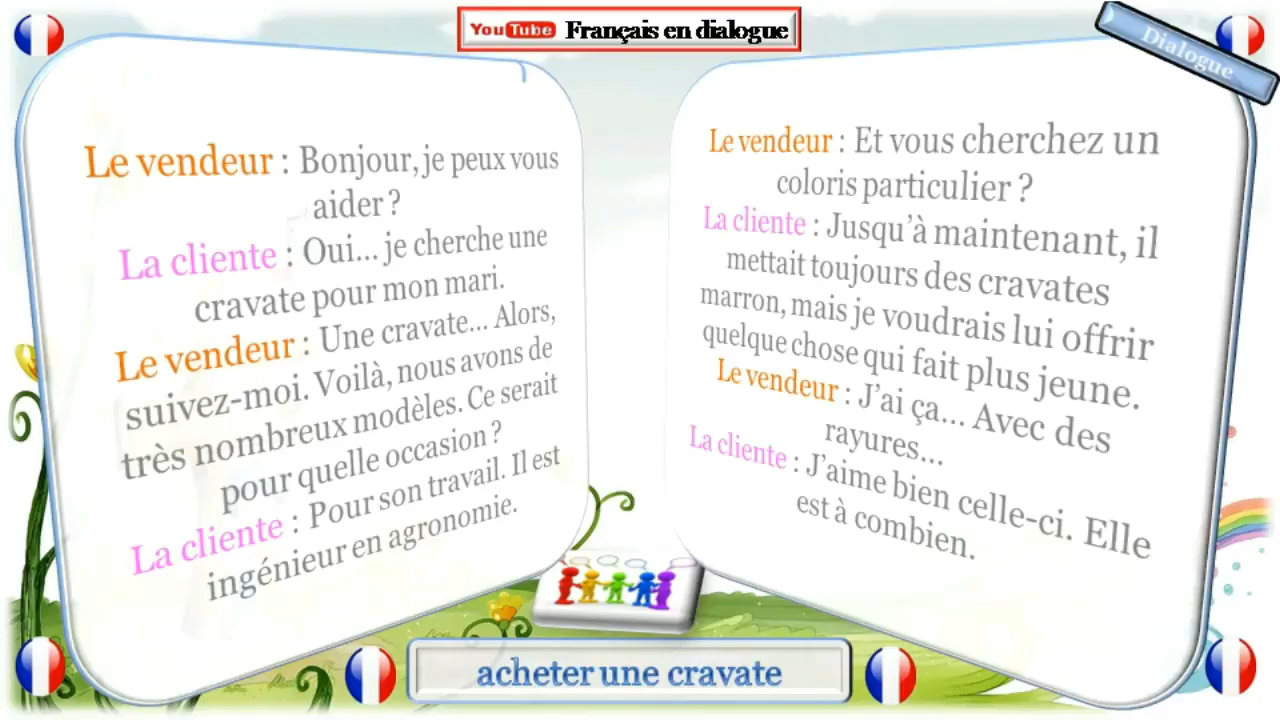 YouTube Français en dialogue
Dialogue
Le vendeur : Bonjour, je peux vous
aider ?
La cliente : Oui... je cherche une
cravate pour mon mari.
Le vendeur : Une cravate... Alors,
suivez-moi. Voilà, nous avons de
très nombreux modèles. Ce serait
pour quelle occasion ?
La cliente : Pour son travail. Il est
ingénieur en agronomie.
Le vendeur : Et vous cherchez un
coloris particulier ?
La cliente : Jusqu'à maintenant, il
mettait toujours des cravates
marron, mais je voudrais lui offrir
quelque chose qui fait plus jeune.
Le vendeur : J'ai ça... Avec des
rayures...
La cliente : J'aime bien celle-ci. Elle
est à combien.
acheter une cravate